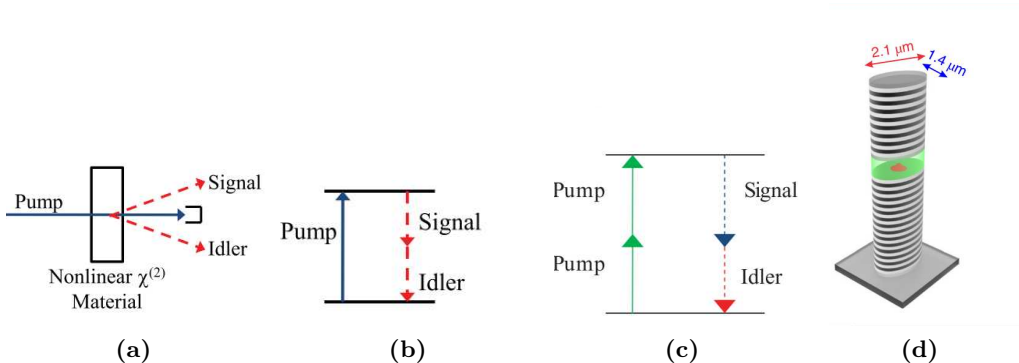 Pump
Signal
Idler
Nonlinear χ(2)
Material
(a)
Pump
Signal
Idler
(b)
Pump
Pump
Signal
Idler
(c)
2.1 μm
1.4 μm
(d)